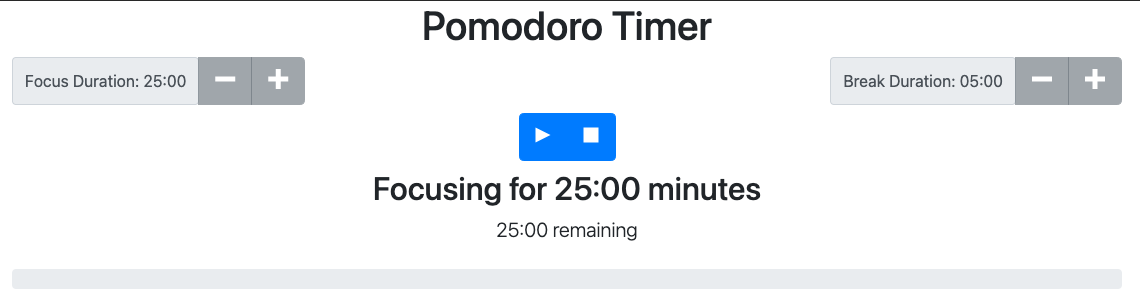 Pomodoro Timer
Focus Duration: 25:00
Break Duration: 05:00
Focusing for 25:00 minutes
25:00 remaining